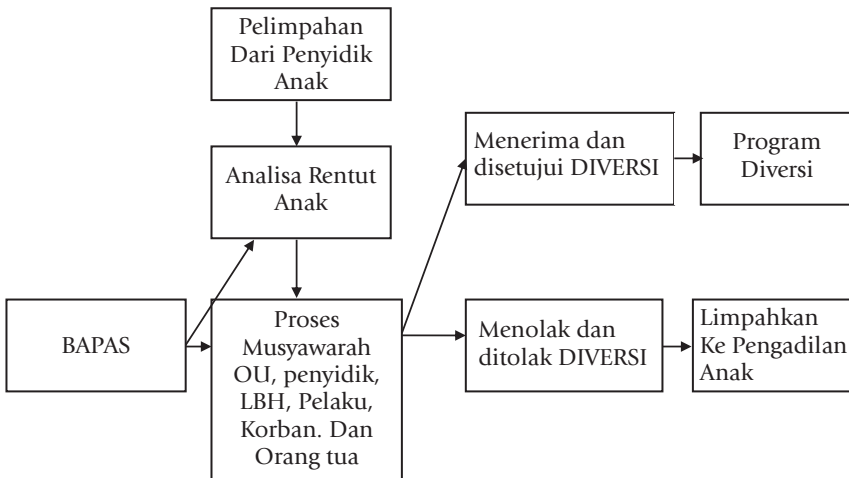 Pelimpahan
Dari Penyidik
Anak
Analisa Rentut
Anak
BAPAS
Proses
Musyawarah
OU, penyidik,
LBH, Pelaku,
Korban. Dan
Orang tua
Menerima dan
disetujui DIVERSI
Program
Diversi
Menolak dan
ditolak DIVERSI
Limpahkan
Ke Pengadilan
Anak